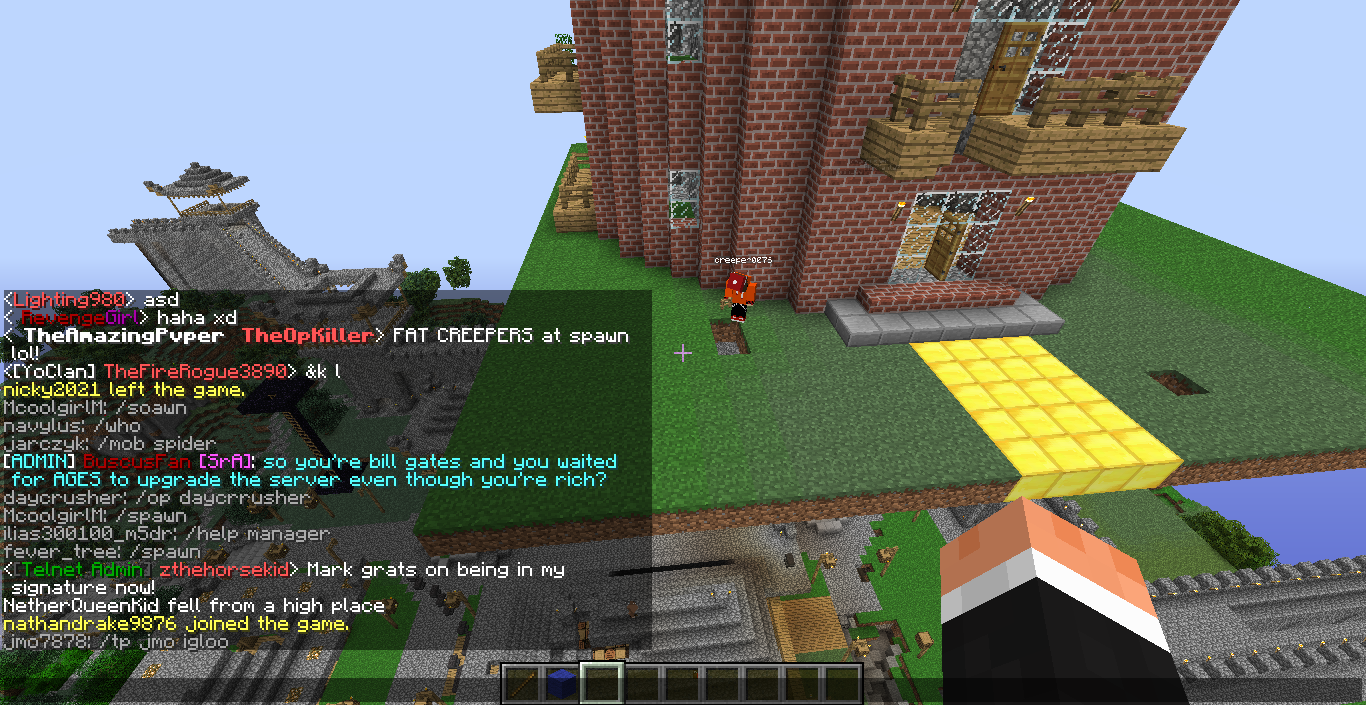 creeper0076
<Lighting980> asd
< RevengeGirl> haha xd
< TheAmazingPvper TheOpKiller> FAT CREEPERS at spawn
lol!
<[YoClan] TheFireRogue3890> &k l
nicky2021 left the game.
McoolgirlM: /soawn
navylus: /who
jarczyk: /mob spider
[ADMIN] BuscusFan [SrA]: so you're bill gates and you waited
for AGES to upgrade the server even though you're rich?
daycrusher: /op daycrrusher
McoolgirlM: /spawn
ilias300100_m5dr: /help manager
fever_tree: /spawn
<[Telnet Admin] zthehorsekid> Mark grats on being in my
signature now!
NetherQueenKid fell from a high place
nathandrake9876 joined the game.
jmo7878: /tp jmo igloo